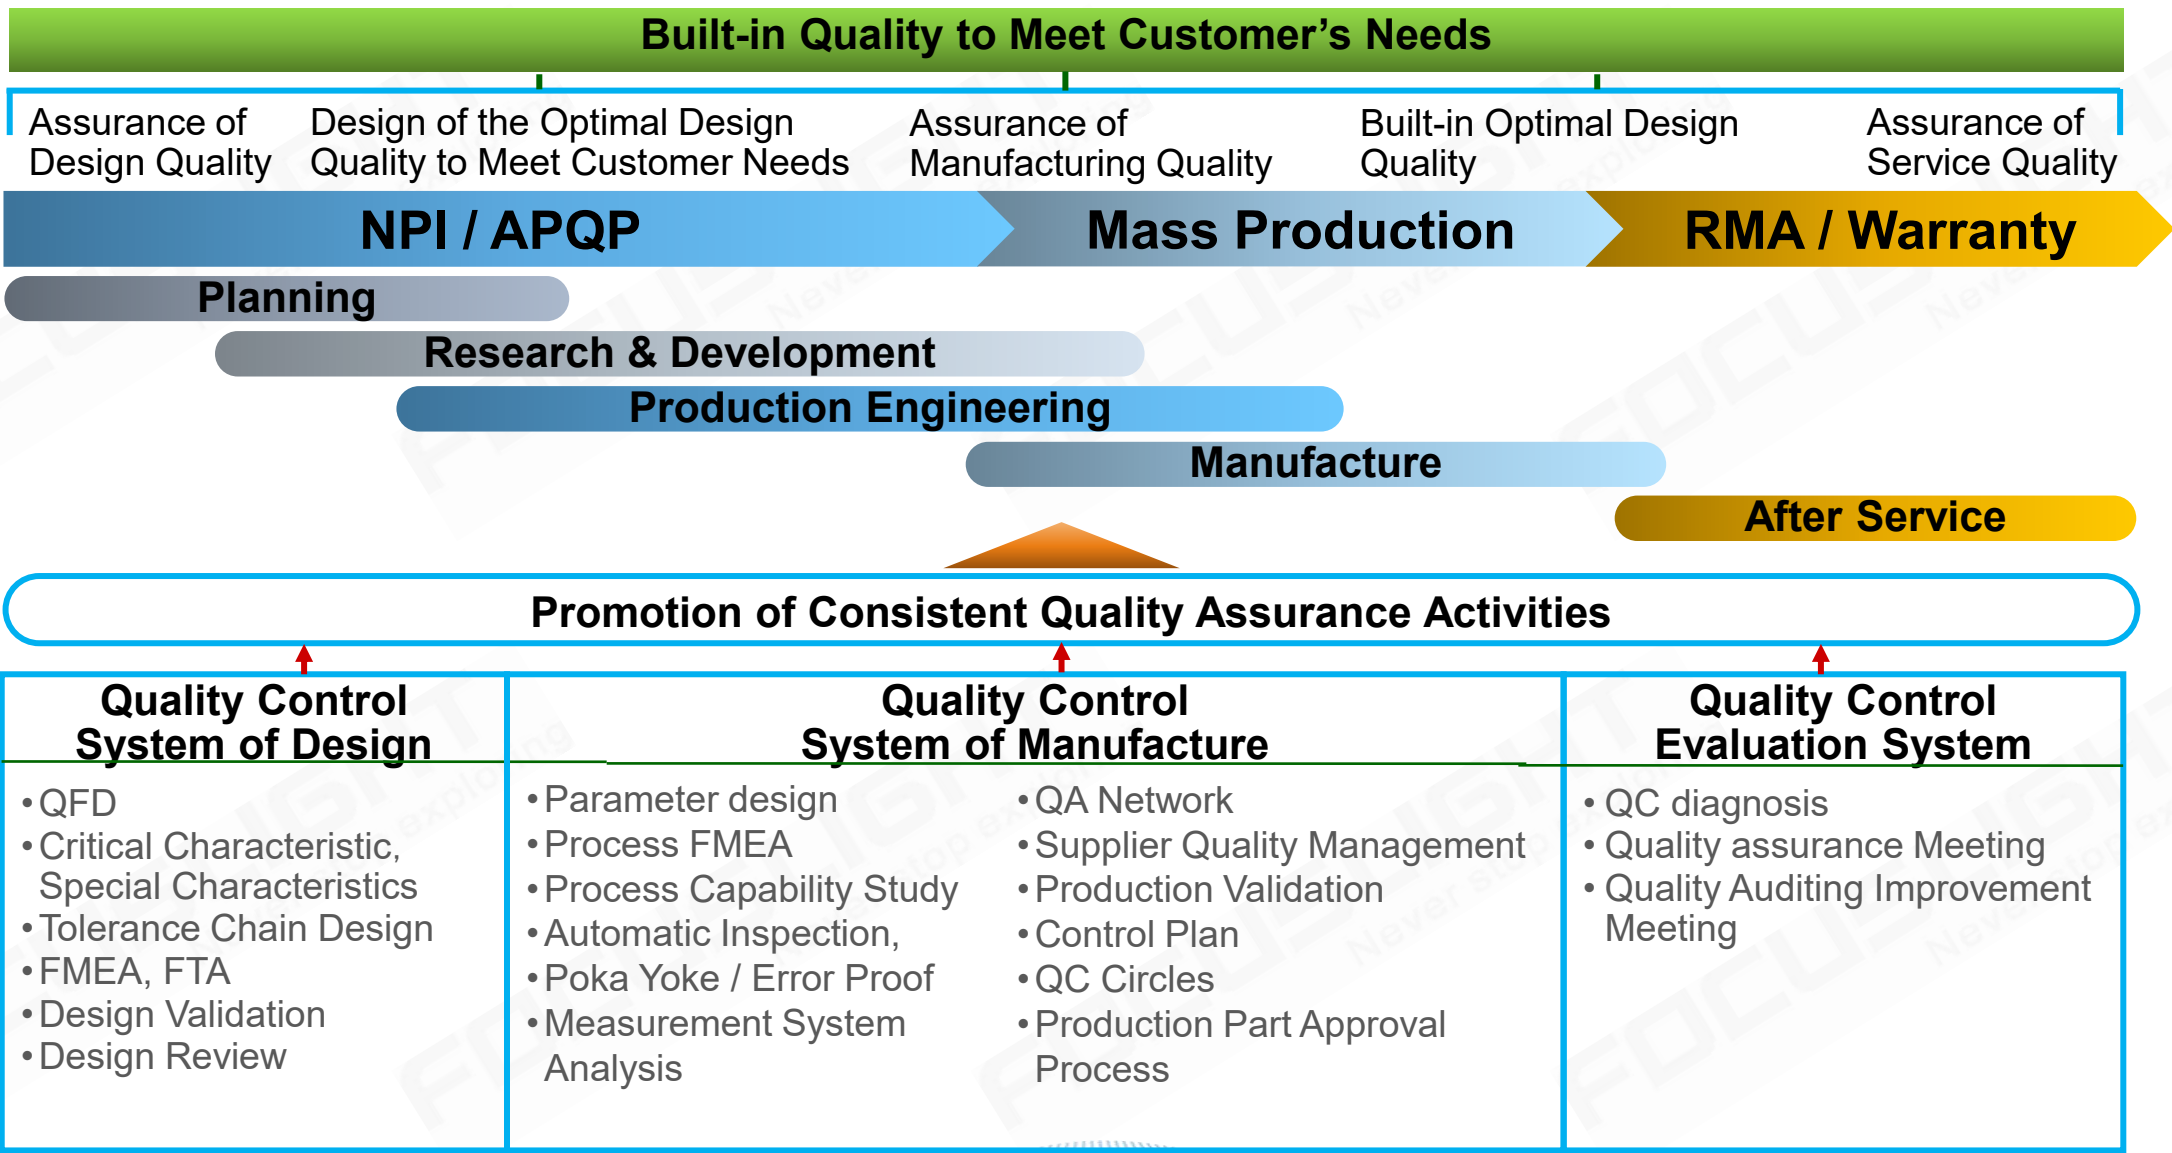 Built-in Quality to Meet Customer’s Needs
Assurance of
Design Quality
Design of the Optimal Design
Quality to Meet Customer Needs
Assurance of
Manufacturing Quality
Built-in Optimal Design
Quality
Assurance of
Service Quality
NPI / APQP
Mass Production
RMA / Warranty
Planning
Research & Development
Production Engineering
Manufacture
After Service
Promotion of Consistent Quality Assurance Activities
Quality Control
System of Design
•QFD
•Critical Characteristic,
Special Characteristics
•Tolerance Chain Design
•FMEA, FTA
•Design Validation
•Design Review
Quality Control
System of Manufacture
•Parameter design
•Process FMEA
•Process Capability Study
•Automatic Inspection,
•Poka Yoke / Error Proof
•Measurement System
Analysis
•QA Network
•Supplier Quality Management
•Production Validation
•Control Plan
•QC Circles
•Production Part Approval
Process
Quality Control
Evaluation System
• QC diagnosis
• Quality assurance Meeting
• Quality Auditing Improvement
Meeting
FOCUSLIGHT
Never stop exploring